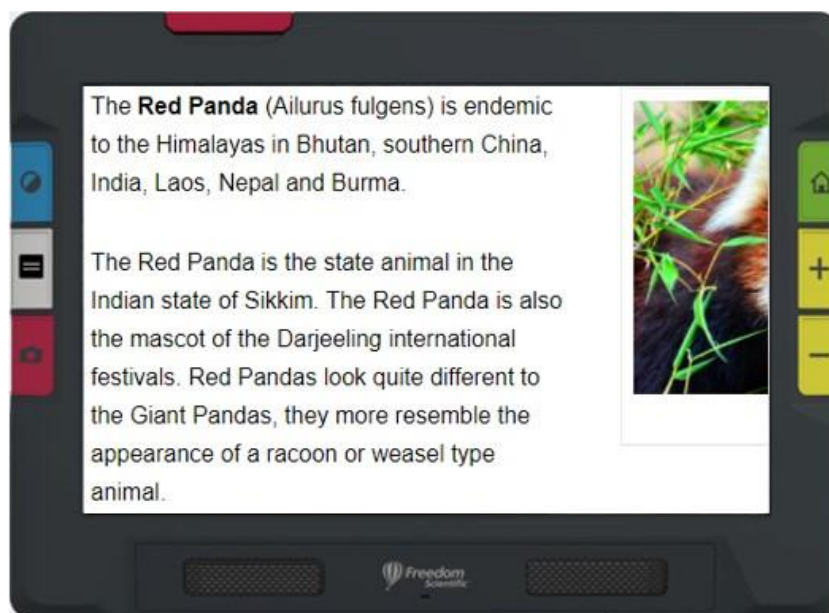 The Red Panda (Ailurus fulgens) is endemic
to the Himalayas in Bhutan, southern China,
India, Laos, Nepal and Burma.
The Red Panda is the state animal in the
Indian state of Sikkim. The Red Panda is also
the mascot of the Darjeeling international
festivals. Red Pandas look quite different to
the Giant Pandas, they more resemble the
appearance of a racoon or weasel type
animal.
Freedom
Scientific